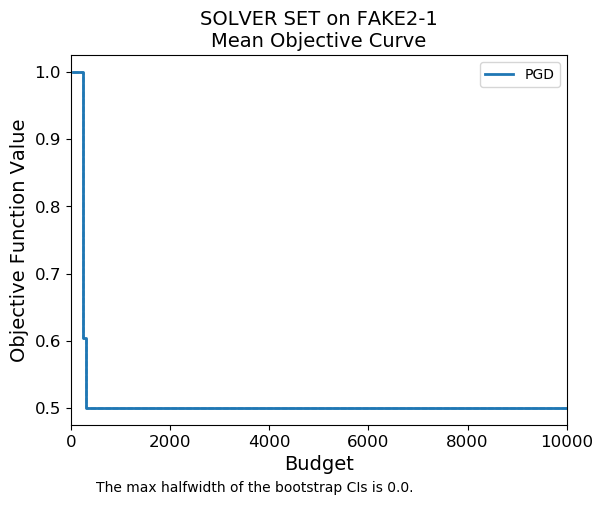 SOLVER SET on FAKE2-1
Mean Objective Curve
PGD
1.0
0.9
0.8
0.7
0.6
0.5
Objective Function Value
0 2000 4000 6000 8000 10000
Budget
The max halfwidth of the bootstrap CIs is 0.0.